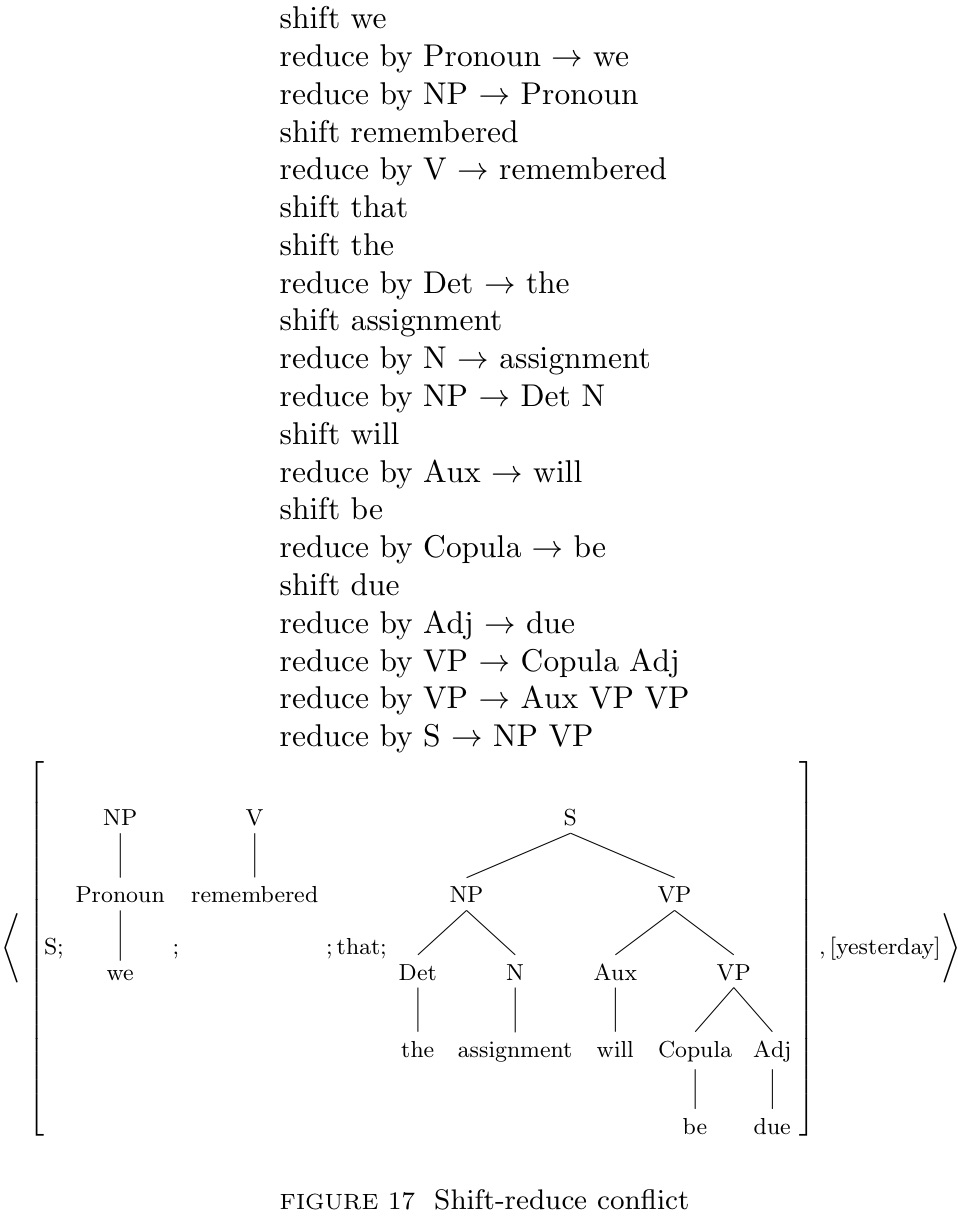 shift we
reduce by Pronoun → we
reduce by NP → Pronoun
shift remembered
reduce by V → remembered
shift that
shift the
reduce by Det → the
shift assignment
reduce by N → assignment
reduce by NP → Det N
shift will
reduce by Aux → will
shift be
reduce by Copula → be
shift due
reduce by Adj → due
reduce by VP → Copula Adj
reduce by VP → Aux VP VP
reduce by S → NP VP
NP V S
Pronoun remembered NP VP
S; ; ; that; , [yesterday]
we Det N Aux VP
the assignment will Copula Adj
be due
FIGURE 17 Shift-reduce conflict